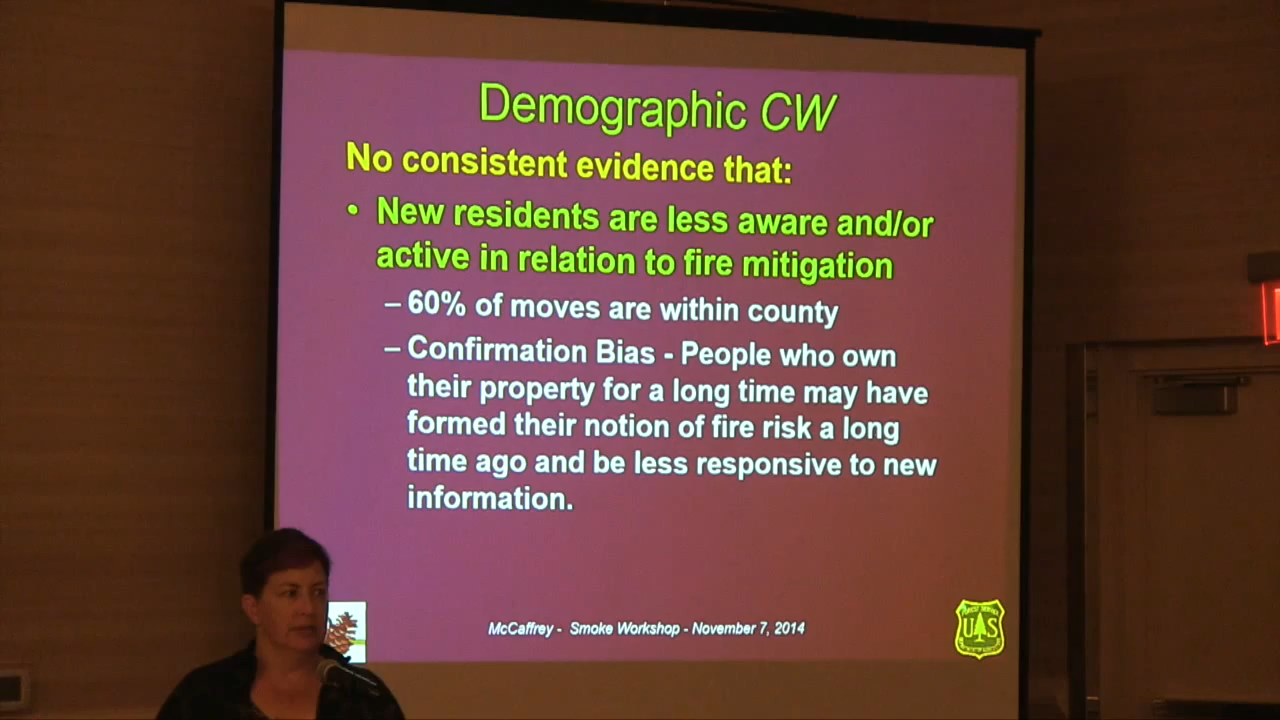 Demographic CW
No consistent evidence that:
• New residents are less aware and/or
active in relation to fire mitigation
– 60% of moves are within county
– Confirmation Bias - People who own
their property for a long time may have
formed their notion of fire risk a long
time ago and be less responsive to new
information.
McCaffrey - Smoke Workshop - November 7, 2014
FOREST SERVICE
US